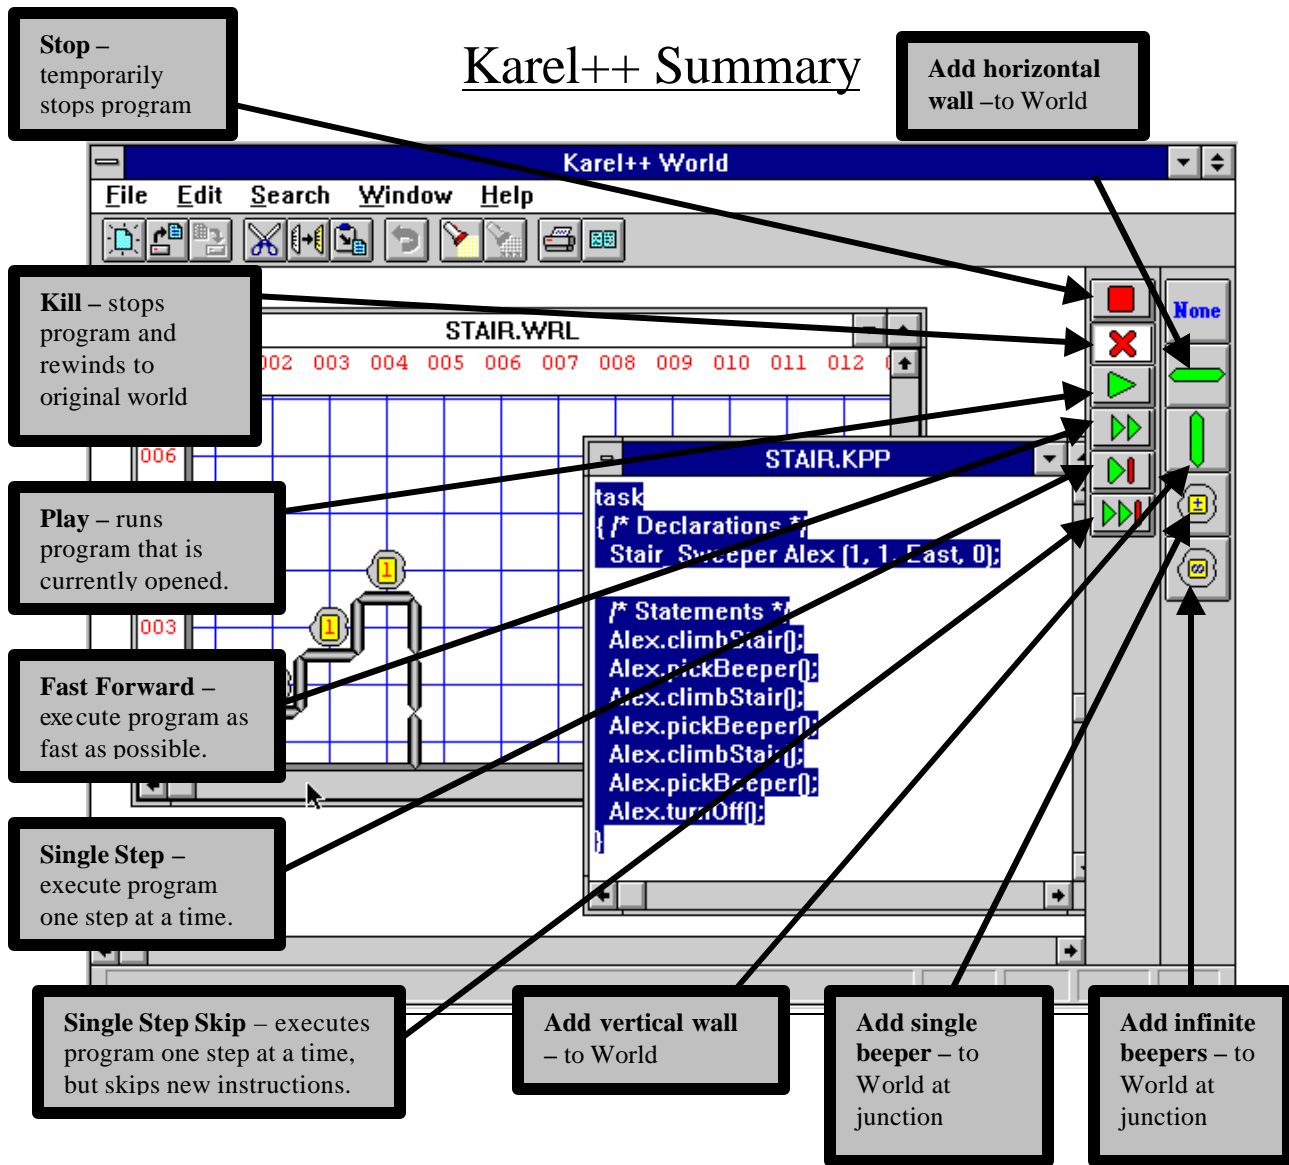 Karel++ Summary
Stop –
temporarily
stops program
Add horizontal
wall –to World
Karel++ World
File Edit Search Window Help
Kill – stops
program and
rewinds to
original world
None
STAIR.WRL
002 003 004 005 006 007 008 009 010 011 012
006
003
Play – runs
program that is
currently opened.
STAIR.KPP
task
{ /* Declarations */
Stair_Sweeper Alex (1, 1, East, 0);
/* Statements */
Alex.climbStair();
Alex.pickBeeper();
Alex.climbStair();
Alex.pickBeeper();
Alex.climbStair();
Alex.pickBeeper();
Alex.turnOff();
}
1
1
Fast Forward –
execute program as
fast as possible.
Single Step –
execute program
one step at a time.
Single Step Skip – executes
program one step at a time,
but skips new instructions.
Add vertical wall
– to World
Add single
beeper – to
World at
junction
Add infinite
beepers – to
World at
junction